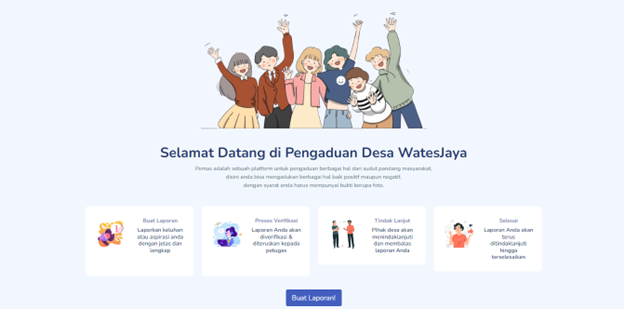 Selamat Datang di Pengaduan Desa WatesJaya
Pemas adalah sebuah platform untuk pengaduan berbagai hal dari sudut pandang masyarakat,
disini anda bisa mengadukan berbagai hal baik positif maupun negatif.
dengan syarat anda harus mempunyai bukti berupa foto.
Buat Laporan
Laporkan keluhan
atau aspirasi anda
dengan jelas dan
lengkap
Proses Verifikasi
Laporan Anda akan
diverifikasi &
diteruskan kepada
petugas
Tindak Lanjut
Pihak desa akan
menindaklanjuti
dan membalas
laporan Anda
Selesai
Laporan Anda akan
terus
ditindaklanjuti
hingga
terselesaikan
Buat Laporan!